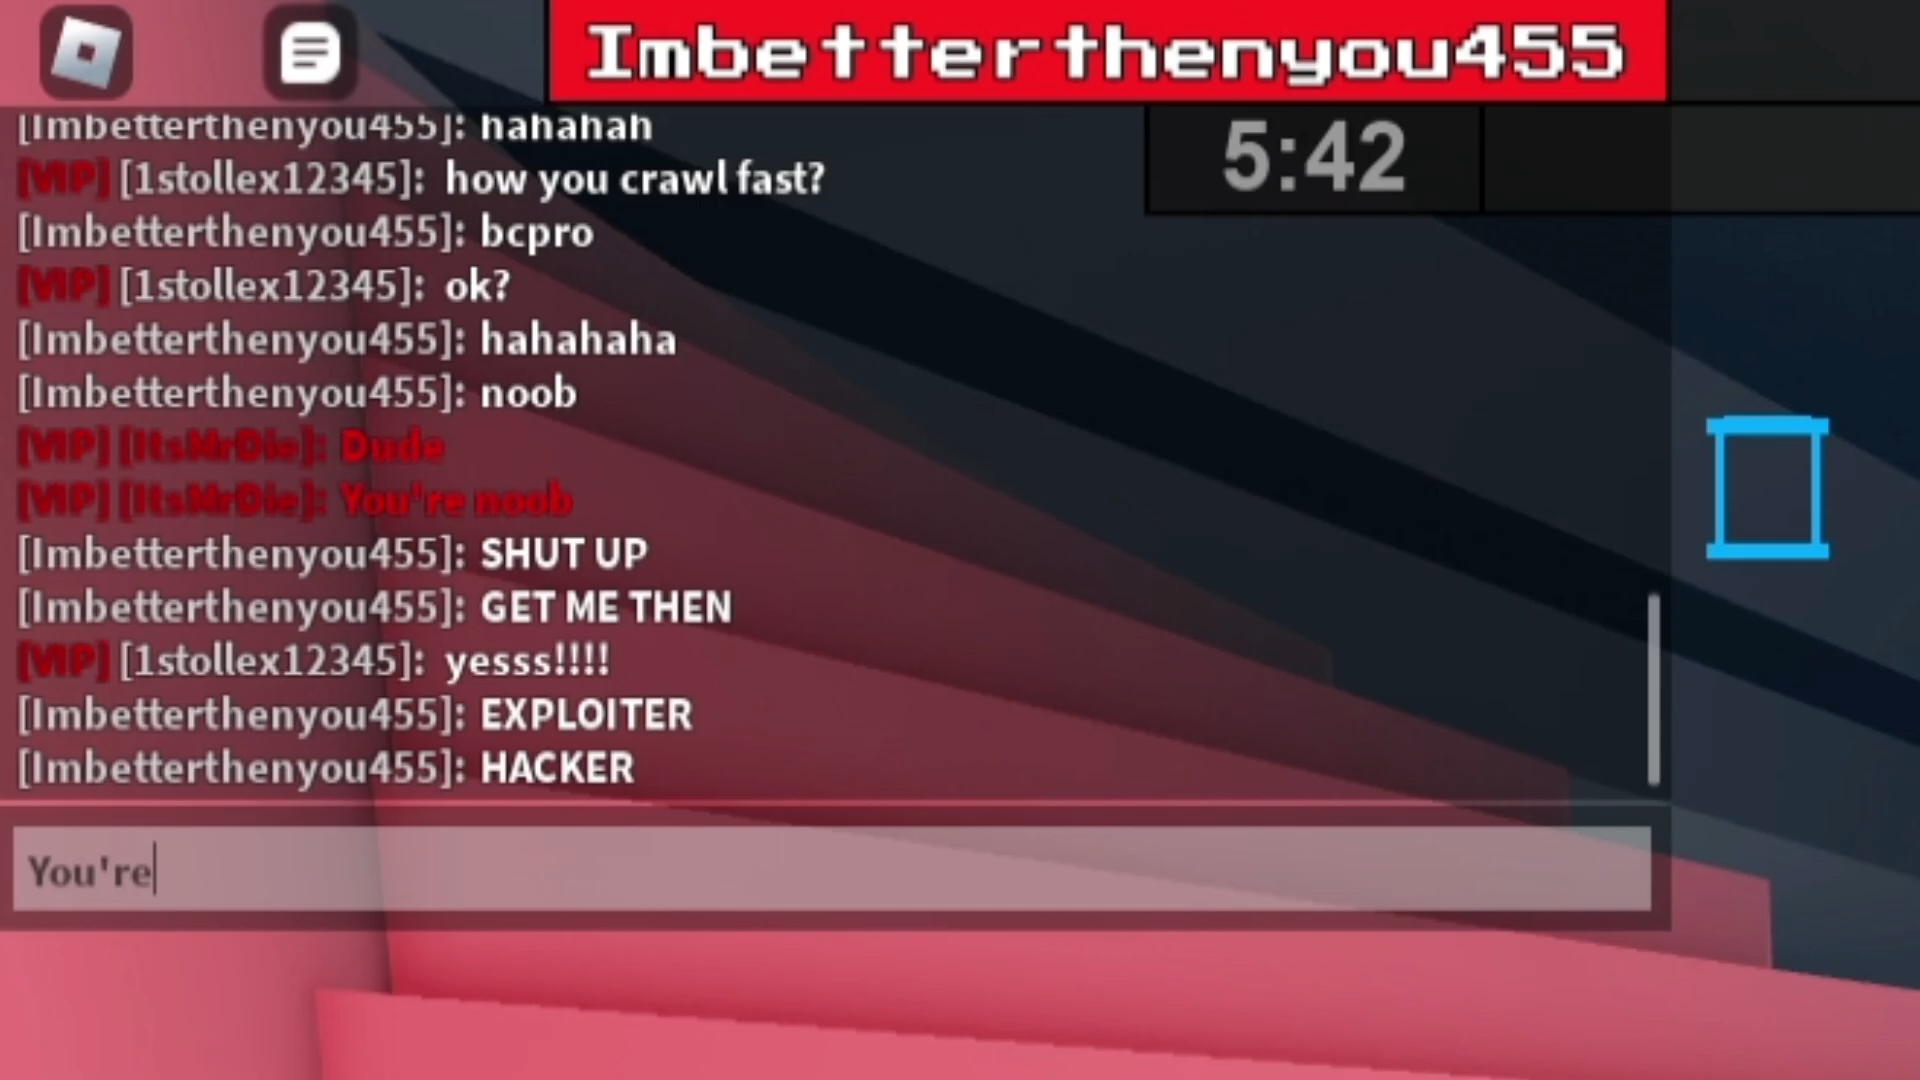 Imbetterthenyou455
5:42
[Imbetterthenyou455]: hahahah
[VIP] [1stollex12345]: how you crawl fast?
[Imbetterthenyou455]: bcpro
[VIP] [1stollex12345]: ok?
[Imbetterthenyou455]: hahahaha
[Imbetterthenyou455]: noob
[VIP] [ItsMrDie]: Dude
[VIP] [ItsMrDie]: You're noob
[Imbetterthenyou455]: SHUT UP
[Imbetterthenyou455]: GET ME THEN
[VIP] [1stollex12345]: yesss!!!!
[Imbetterthenyou455]: EXPLOITER
[Imbetterthenyou455]: HACKER
You're